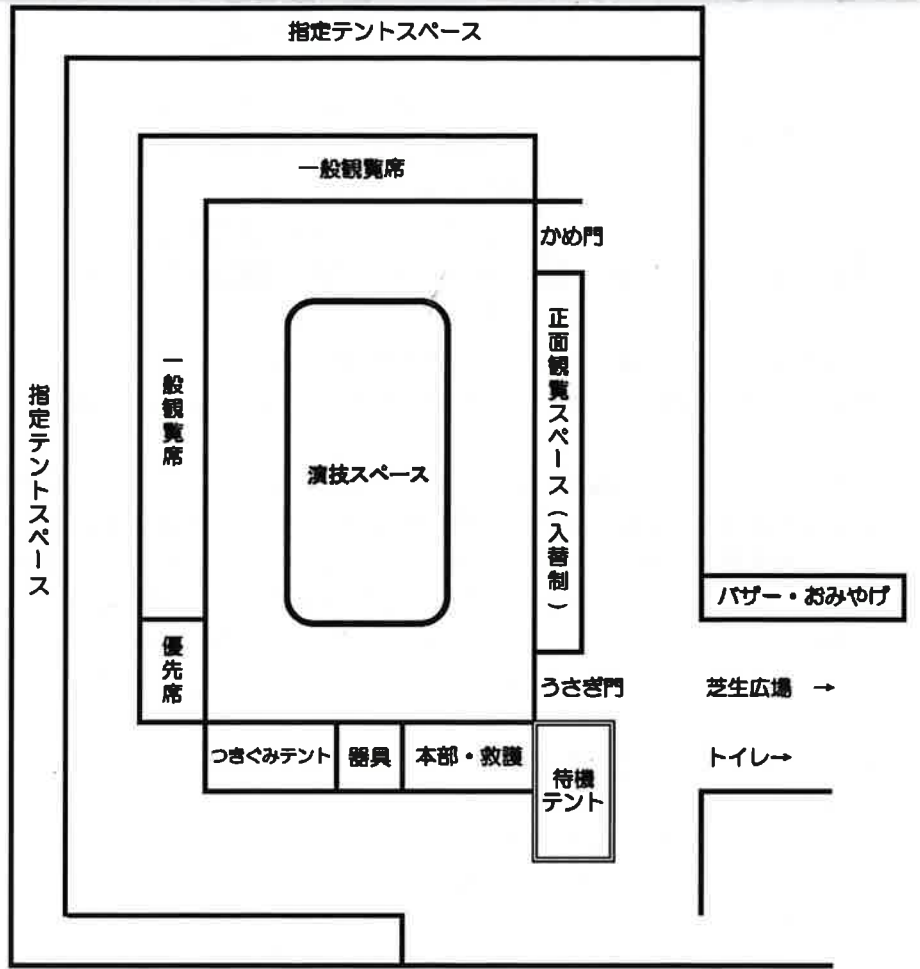 指定テントスペース
一般観覧席
かめ門
正面観覧スペース（入替制）
一般観覧席
指定テントスペース
演技スペース
バザー・おみやげ
優先席
うさぎ門
芝生広場 →
つきぐみテント
器具
本部・救護
待機
テント
トイレ→